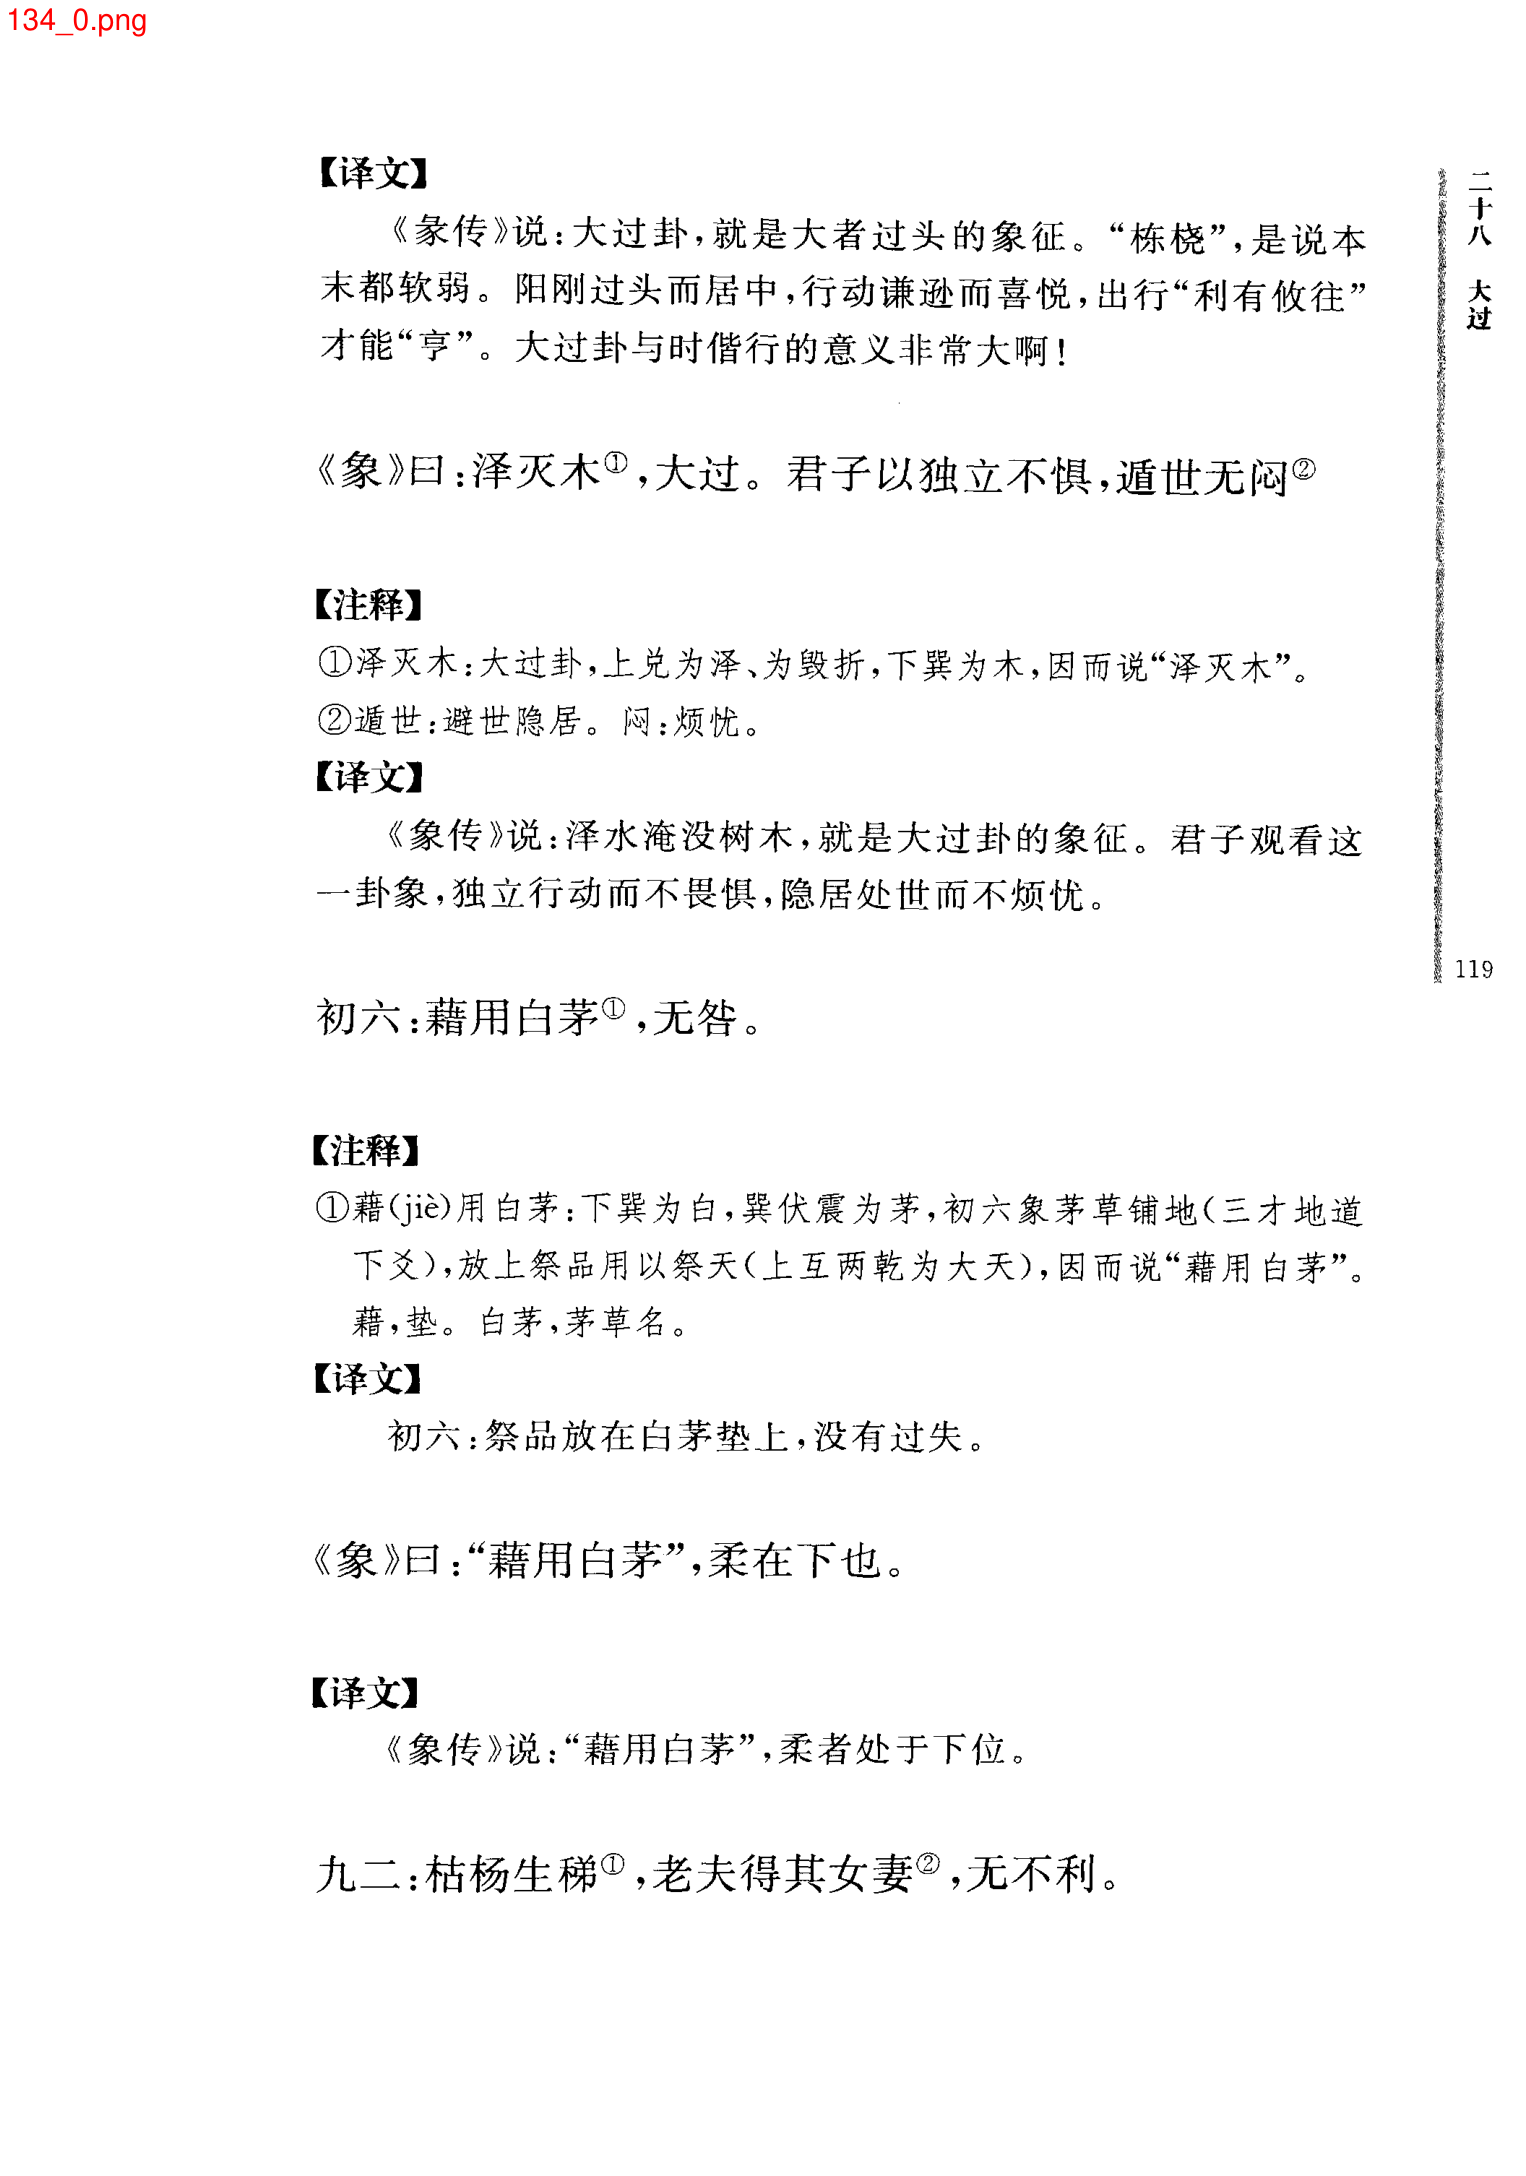 134_0.png
【译文】
《彖传》说：大过卦，就是大者过头的象征。“栋桡”，是说本
末都软弱。阳刚过头而居中，行动谦逊而喜悦，出行“利有攸往”
才能“亨”。大过卦与时偕行的意义非常大啊！
《象》曰：泽灭木①，大过。君子以独立不惧，遁世无闷②
【注释】
①泽灭木：大过卦，上兑为泽、为毁折，下巽为木，因而说“泽灭木”。
②遁世：避世隐居。闷：烦忧。
【译文】
《象传》说：泽水淹没树木，就是大过卦的象征。君子观看这
一卦象，独立行动而不畏惧，隐居处世而不烦忧。
初六：藉用白茅①，无咎。
【注释】
①藉(jiè)用白茅：下巽为白，巽伏震为茅，初六象茅草铺地(三才地道
下爻)，放上祭品用以祭天(上互两乾为大天)，因而说“藉用白茅”。
藉，垫。白茅，茅草名。
【译文】
初六：祭品放在白茅垫上，没有过失。
《象》曰：“藉用白茅”，柔在下也。
【译文】
《象传》说：“藉用白茅”，柔者处于下位。
九二：枯杨生稊①，老夫得其女妻②，无不利。
二十八 大过
119